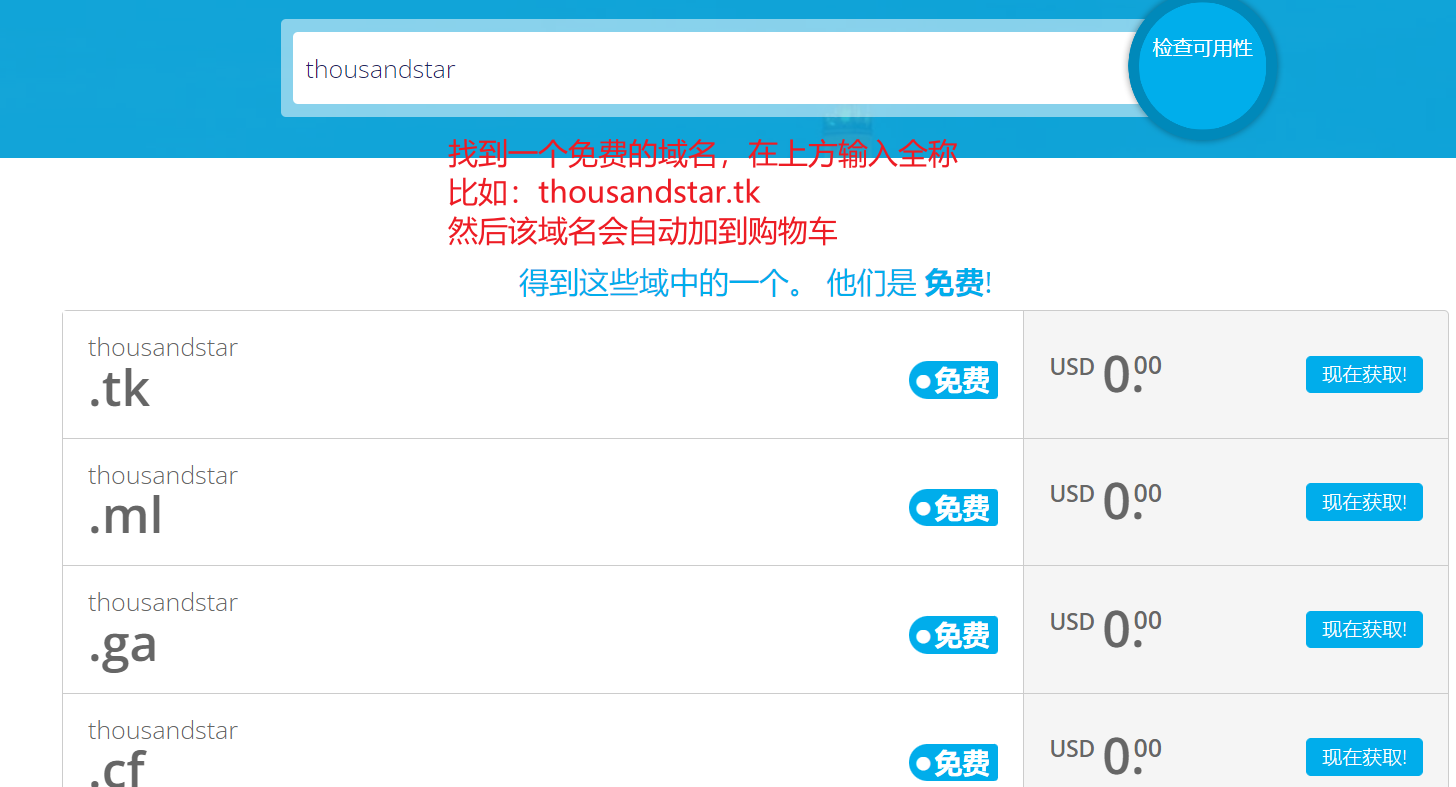 thousandstar
检查可用性
找到一个免费的域名，在上方输入全称
比如：thousandstar.tk
然后该域名会自动加到购物车
得到这些域中的一个。 他们是 免费!
thousandstar
.tk
免费
USD 0.00
现在获取!
thousandstar
.ml
免费
USD 0.00
现在获取!
thousandstar
.ga
免费
USD 0.00
现在获取!
thousandstar
.cf
免费
USD 0.00
现在获取!